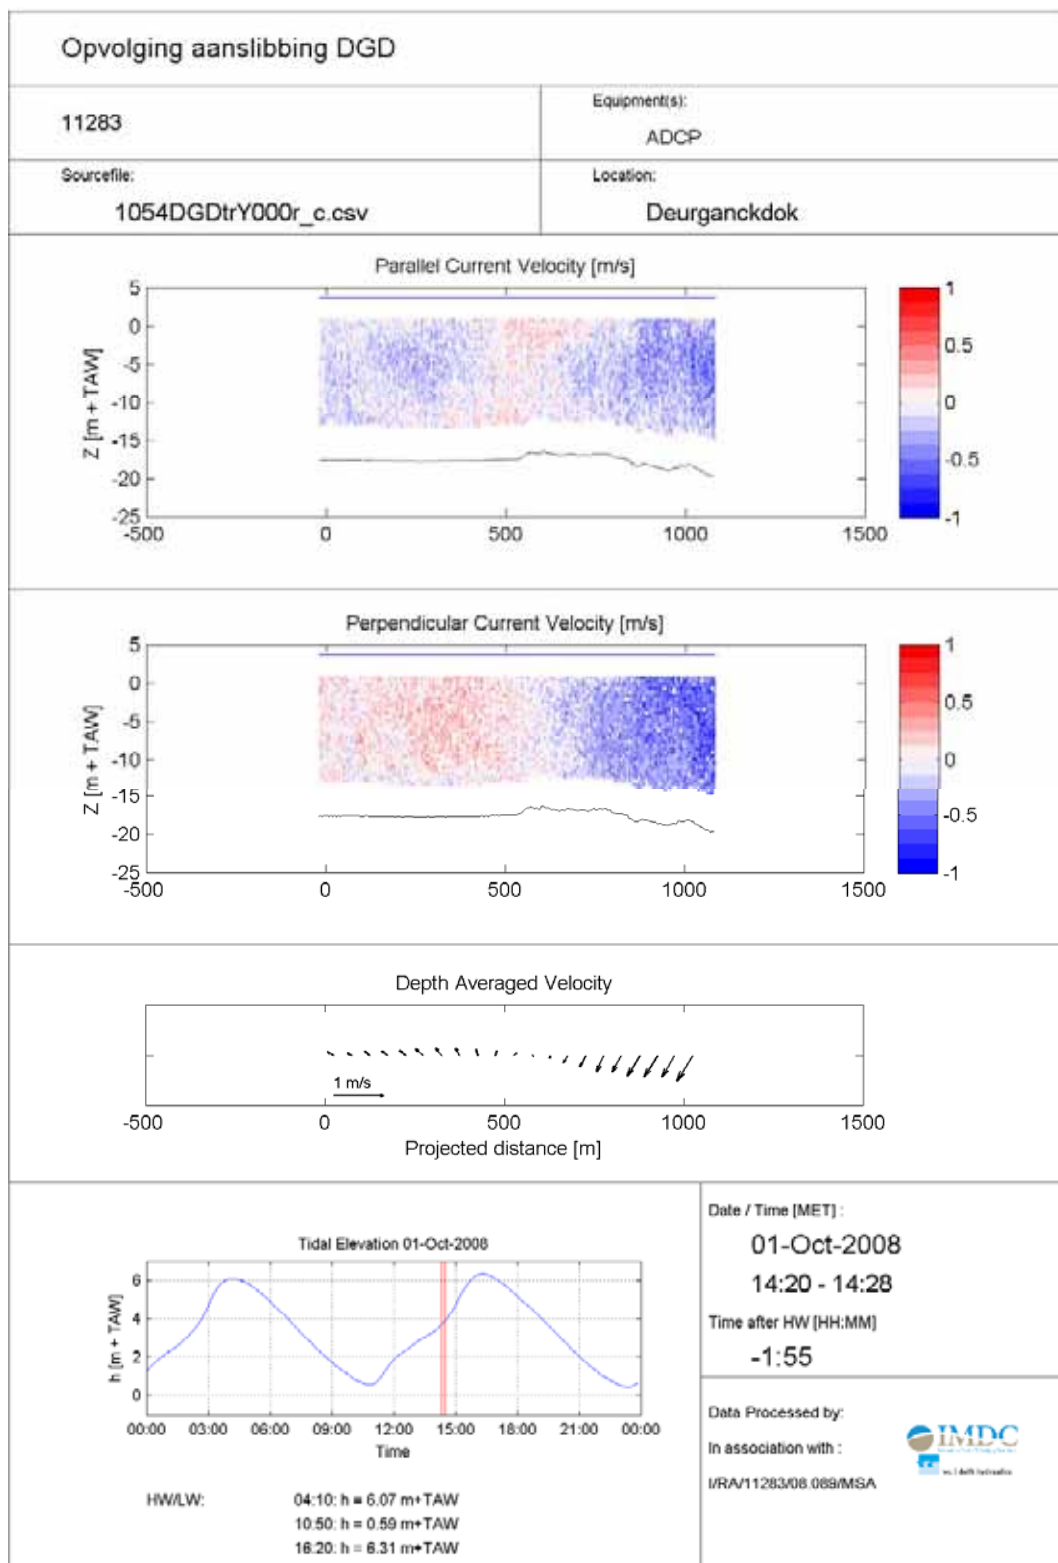 Opvolging aanslibbing DGD
11283
Equipment(s):
ADCP
Sourcefile:
1054DGDtrY000r_c.csv
Location:
Deurganckdok
Parallel Current Velocity [m/s]
Z [m + TAW]
5
0
-5
-10
-15
-20
-25
-500
0
500
1000
1500
1
0.5
0
-0.5
-1
Perpendicular Current Velocity [m/s]
Z [m + TAW]
5
0
-5
-10
-15
-20
-25
-500
0
500
1000
1500
1
0.5
0
-0.5
-1
Depth Averaged Velocity
1 m/s
-500
0
500
1000
1500
Projected distance [m]
Tidal Elevation 01-Oct-2008
h [m + TAW]
6
4
2
0
00:00 03:00 06:00 09:00 12:00 15:00 18:00 21:00 00:00
Time
HW/LW:
04:10: h = 6.07 m+TAW
10:50: h = 0.59 m+TAW
16:20: h = 6.31 m+TAW
Date / Time [MET] :
01-Oct-2008
14:20 - 14:28
Time after HW [HH:MM]
-1:55
Data Processed by:
IMDC
In association with :
wl | delft hydraulics
I/RA/11283/08.089/MSA